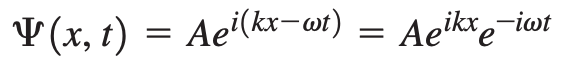 Ψ(x, t) = Ae^{i(kx−ωt)} = Ae^{ikx}e^{−iωt}